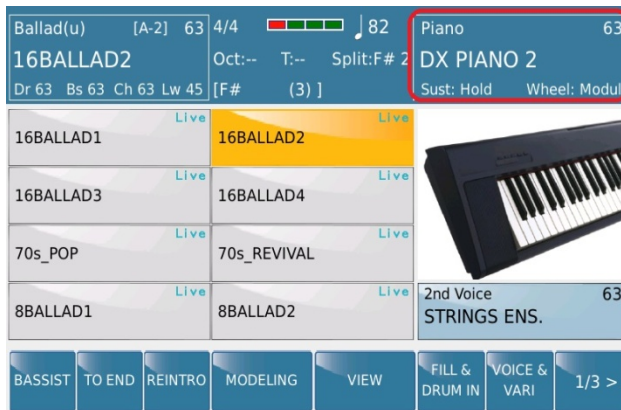 Ballad(u) [A-2] 63
16BALLAD2
Dr 63 Bs 63 Ch 63 Lw 45
4/4 ♩ 82
Oct:-- T:-- Split:F# 2
[F# (3) ]
Piano 63
DX PIANO 2
Sust: Hold Wheel: Modul
Live
16BALLAD1
Live
16BALLAD2
Live
16BALLAD3
Live
16BALLAD4
Live
70s_POP
Live
70s_REVIVAL
Live
8BALLAD1
Live
8BALLAD2
2nd Voice 63
STRINGS ENS.
BASSIST
TO END
REINTRO
MODELING
VIEW
FILL &
DRUM IN
VOICE &
VARI
1/3 >